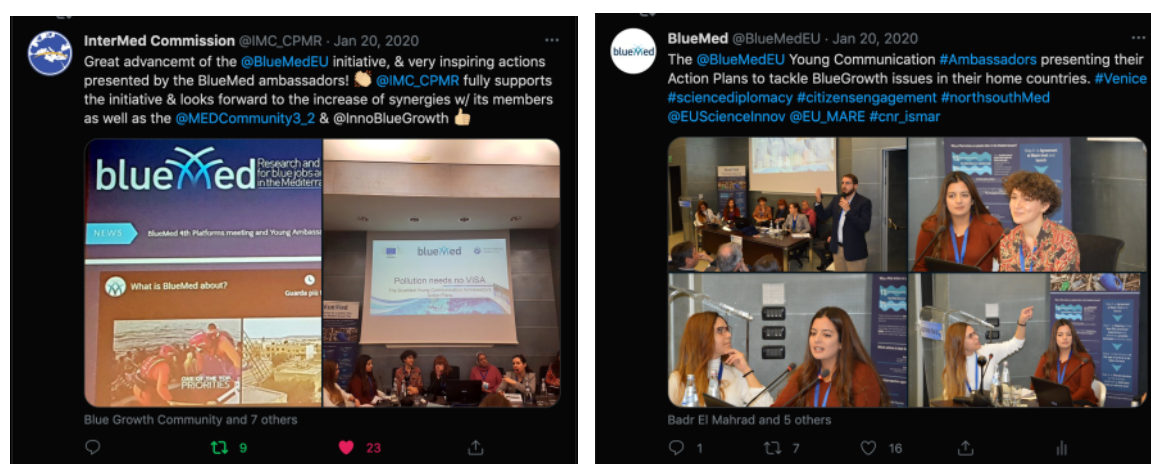 InterMed Commission @IMC_CPMR · Jan 20, 2020
Great advancemt of the @BlueMedEU initiative, & very inspiring actions
presented by the BlueMed ambassadors! 👏🏻 @IMC_CPMR fully supports
the initiative & looks forward to the increase of synergies w/ its members
as well as the @MEDCommunity3_2 & @InnoBlueGrowth 👍🏻
blueMed
Research and
for blue jobs a
in the Mediterra
NEWS
BlueMed 4th Platforms meeting and Young Ambass
What is BlueMed about?
Guarda più t
ONE OF THE TOP
PRIORITIES
blueMed
Pollution needs no VISA
Blue Growth Community and 7 others
9
23
blueMed
BlueMed @BlueMedEU · Jan 20, 2020
The @BlueMedEU Young Communication #Ambassadors presenting their
Action Plans to tackle BlueGrowth issues in their home countries. #Venice
#sciencediplomacy #citizensengagement #northsouthMed
@EUScienceInnov @EU_MARE #cnr_ismar
Badr El Mahrad and 5 others
1
7
16